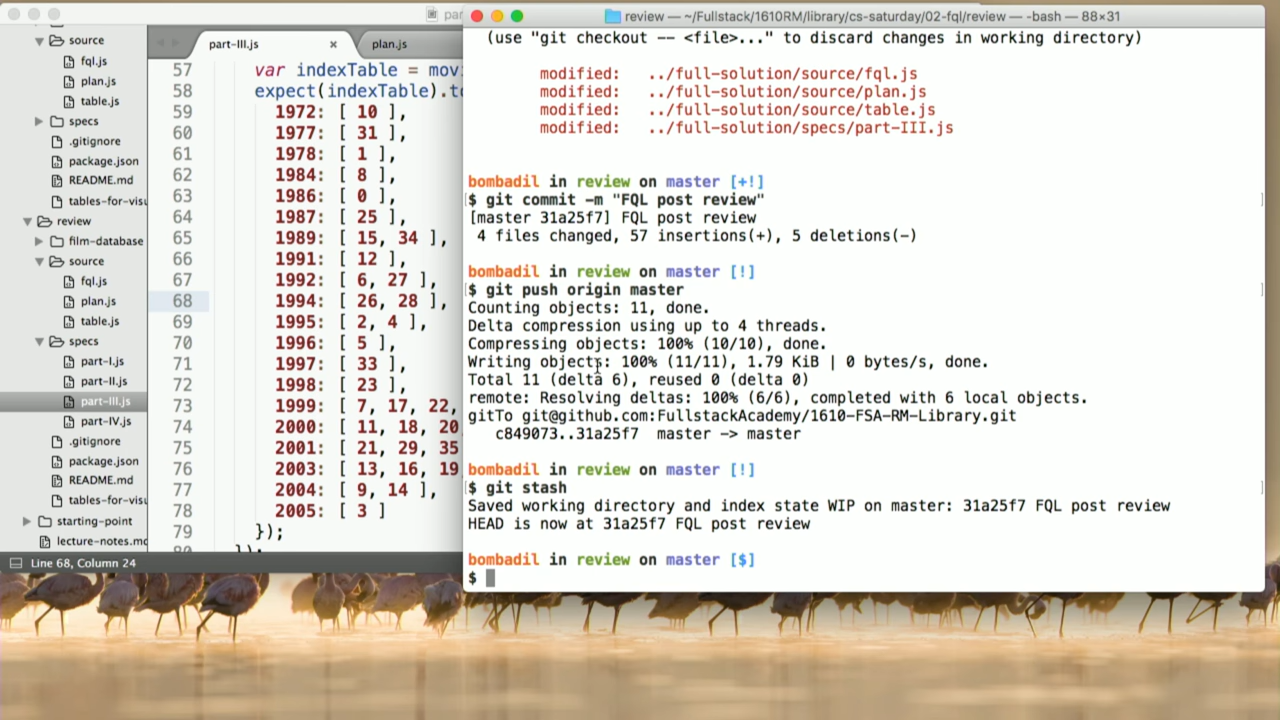 source
fql.js
plan.js
table.js
specs
.gitignore
package.json
README.md
tables-for-visu
review
film-database
source
fql.js
plan.js
table.js
specs
part-I.js
part-II.js
part-III.js
part-IV.js
.gitignore
package.json
README.md
tables-for-visu
starting-point
lecture-notes.md
Line 68, Column 24
part-III.js ×
plan.js
57 var indexTable = movi
58 expect(indexTable).to
59 1972: [ 10 ],
60 1977: [ 31 ],
61 1978: [ 1 ],
62 1984: [ 8 ],
63 1986: [ 0 ],
64 1987: [ 25 ],
65 1989: [ 15, 34 ],
66 1991: [ 12 ],
67 1992: [ 6, 27 ],
68 1994: [ 26, 28 ],
69 1995: [ 2, 4 ],
70 1996: [ 5 ],
71 1997: [ 33 ],
72 1998: [ 23 ],
73 1999: [ 7, 17, 22,
74 2000: [ 11, 18, 20
75 2001: [ 21, 29, 35
76 2003: [ 13, 16, 19
77 2004: [ 9, 14 ],
78 2005: [ 3 ]
79 });
review — ~/Fullstack/1610RM/library/cs-saturday/02-fql/review — -bash — 88×31
(use "git checkout -- <file>..." to discard changes in working directory)
modified: ../full-solution/source/fql.js
modified: ../full-solution/source/plan.js
modified: ../full-solution/source/table.js
modified: ../full-solution/specs/part-III.js
bombadil in review on master [+!]
$ git commit -m "FQL post review"
[master 31a25f7] FQL post review
4 files changed, 57 insertions(+), 5 deletions(-)
bombadil in review on master [!]
$ git push origin master
Counting objects: 11, done.
Delta compression using up to 4 threads.
Compressing objects: 100% (10/10), done.
Writing objects: 100% (11/11), 1.79 KiB | 0 bytes/s, done.
Total 11 (delta 6), reused 0 (delta 0)
remote: Resolving deltas: 100% (6/6), completed with 6 local objects.
gitTo git@github.com:FullstackAcademy/1610-FSA-RM-Library.git
c849073..31a25f7 master -> master
bombadil in review on master [!]
$ git stash
Saved working directory and index state WIP on master: 31a25f7 FQL post review
HEAD is now at 31a25f7 FQL post review
bombadil in review on master [$]
$